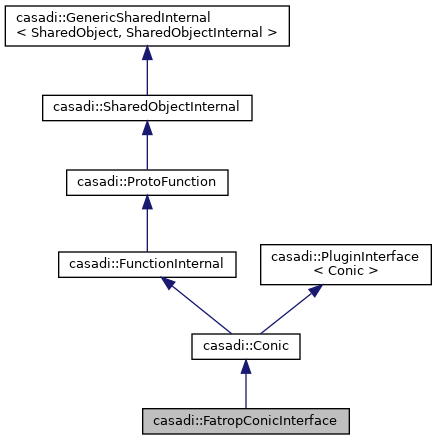 casadi::GenericSharedInternal
< SharedObject, SharedObjectInternal >
casadi::SharedObjectInternal
casadi::ProtoFunction
casadi::FunctionInternal
casadi::PluginInterface
< Conic >
casadi::Conic
casadi::FatropConicInterface